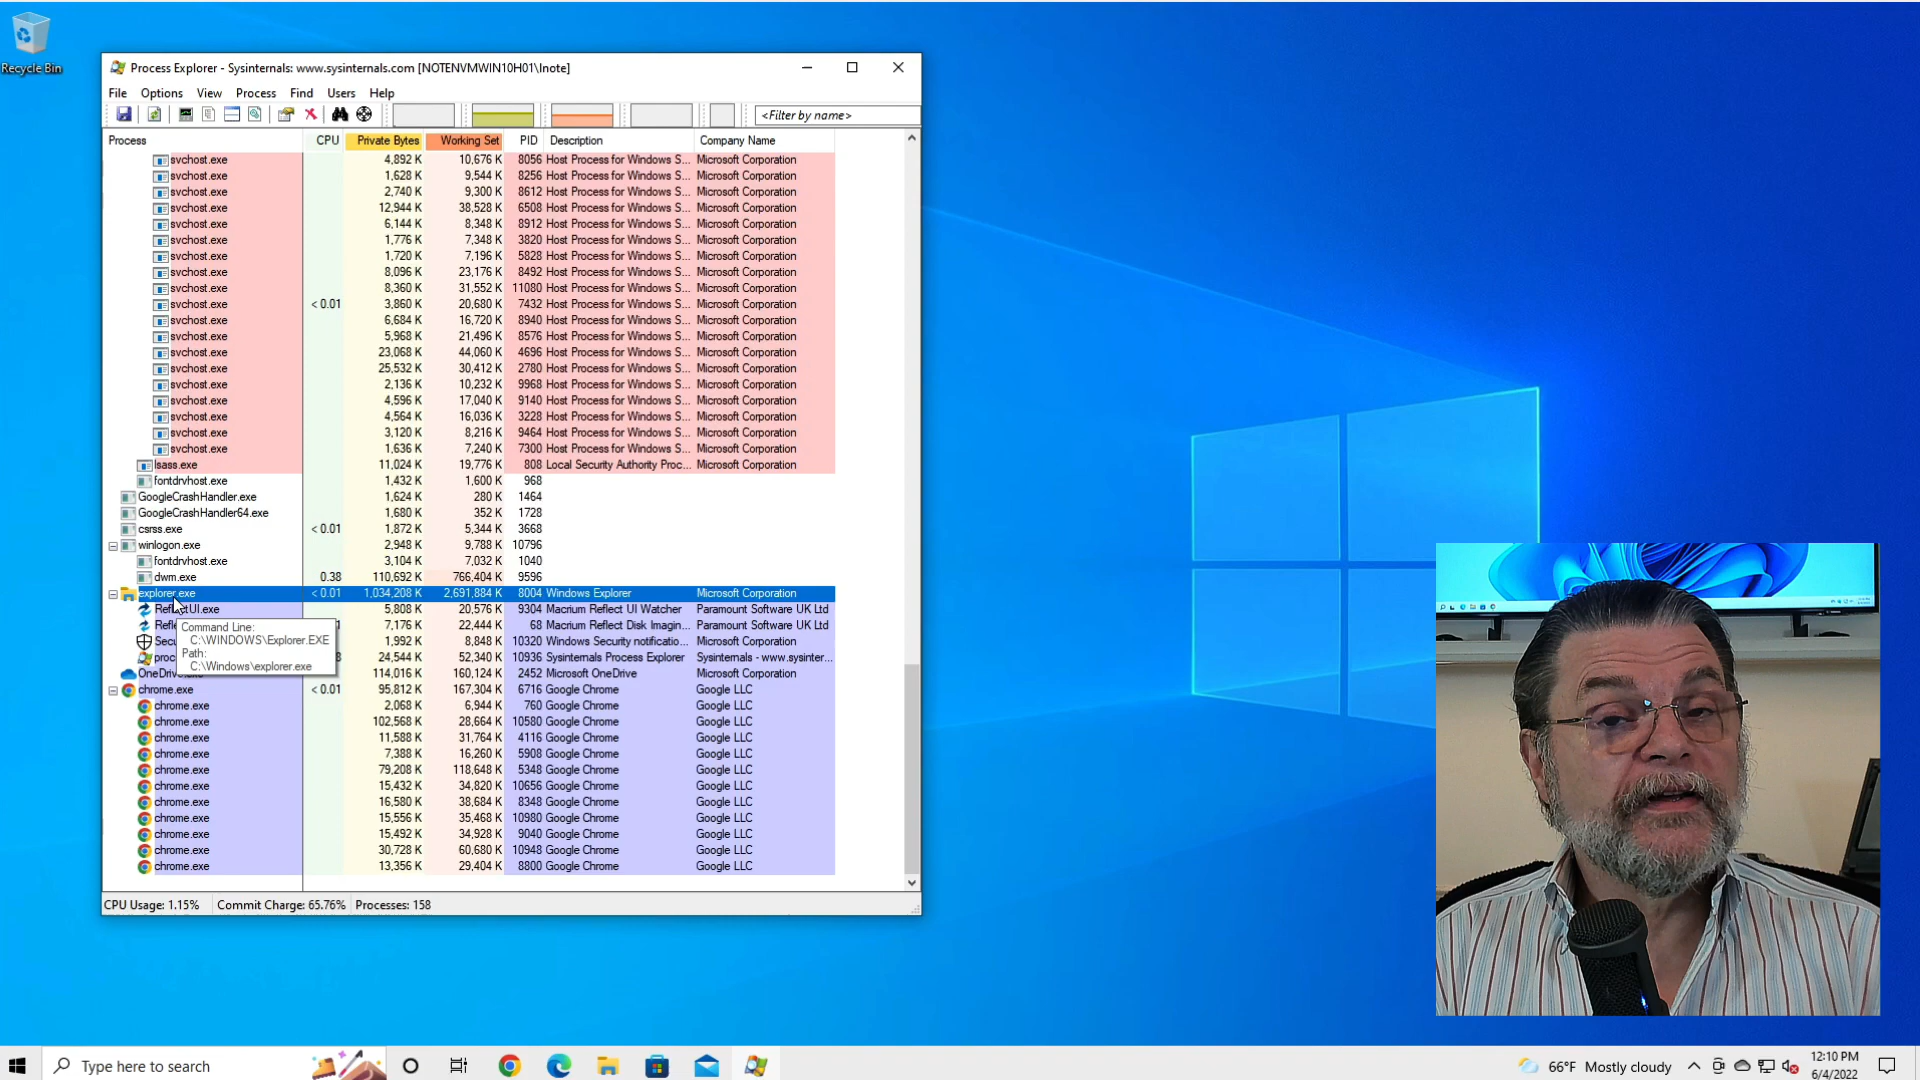 Recycle Bin
Process Explorer - Sysinternals: www.sysinternals.com [NOTENVMWIN10H01\lnote]
File Options View Process Find Users Help
<Filter by name>
Process CPU Private Bytes Working Set PID Description Company Name
svchost.exe 4,892 K 10,676 K 8056 Host Process for Windows S... Microsoft Corporation
svchost.exe 1,628 K 9,544 K 8256 Host Process for Windows S... Microsoft Corporation
svchost.exe 2,740 K 9,300 K 8612 Host Process for Windows S... Microsoft Corporation
svchost.exe 12,944 K 38,528 K 6508 Host Process for Windows S... Microsoft Corporation
svchost.exe 6,144 K 8,348 K 8912 Host Process for Windows S... Microsoft Corporation
svchost.exe 1,776 K 7,348 K 3820 Host Process for Windows S... Microsoft Corporation
svchost.exe 1,720 K 7,196 K 5828 Host Process for Windows S... Microsoft Corporation
svchost.exe 8,096 K 23,176 K 8492 Host Process for Windows S... Microsoft Corporation
svchost.exe 8,360 K 31,552 K 11080 Host Process for Windows S... Microsoft Corporation
svchost.exe < 0.01 3,860 K 20,680 K 7432 Host Process for Windows S... Microsoft Corporation
svchost.exe 6,684 K 16,720 K 8940 Host Process for Windows S... Microsoft Corporation
svchost.exe 5,968 K 21,496 K 8576 Host Process for Windows S... Microsoft Corporation
svchost.exe 23,068 K 44,060 K 4696 Host Process for Windows S... Microsoft Corporation
svchost.exe 25,532 K 30,412 K 2780 Host Process for Windows S... Microsoft Corporation
svchost.exe 2,136 K 10,232 K 9968 Host Process for Windows S... Microsoft Corporation
svchost.exe 4,596 K 17,040 K 9140 Host Process for Windows S... Microsoft Corporation
svchost.exe 4,564 K 16,036 K 3228 Host Process for Windows S... Microsoft Corporation
svchost.exe 3,120 K 8,216 K 9464 Host Process for Windows S... Microsoft Corporation
svchost.exe 1,636 K 7,240 K 7300 Host Process for Windows S... Microsoft Corporation
lsass.exe 11,024 K 19,776 K 808 Local Security Authority Proc... Microsoft Corporation
fontdrvhost.exe 1,432 K 1,600 K 968
GoogleCrashHandler.exe 1,624 K 280 K 1464
GoogleCrashHandler64.exe 1,680 K 352 K 1728
csrss.exe < 0.01 1,872 K 5,344 K 3668
winlogon.exe 2,948 K 9,788 K 10796
fontdrvhost.exe 3,104 K 7,032 K 1040
dwm.exe 0.38 110,692 K 766,404 K 9596
explorer.exe < 0.01 1,034,208 K 2,691,884 K 8004 Windows Explorer Microsoft Corporation
ReflectUI.exe 5,808 K 20,576 K 9304 Macrium Reflect UI Watcher Paramount Software UK Ltd
Refle 7,176 K 22,444 K 68 Macrium Reflect Disk Imagin... Paramount Software UK Ltd
Secu 1,992 K 8,848 K 10320 Windows Security notificatio... Microsoft Corporation
proc 8 24,544 K 52,340 K 10936 Sysinternals Process Explorer Sysinternals - www.sysinter...
OneDrive.exe 114,016 K 160,124 K 2452 Microsoft OneDrive Microsoft Corporation
Command Line:
C:\WINDOWS\Explorer.EXE
Path:
C:\Windows\explorer.exe
chrome.exe < 0.01 95,812 K 167,304 K 6716 Google Chrome Google LLC
chrome.exe 2,068 K 6,944 K 760 Google Chrome Google LLC
chrome.exe 102,568 K 28,664 K 10580 Google Chrome Google LLC
chrome.exe 11,588 K 31,764 K 4116 Google Chrome Google LLC
chrome.exe 7,388 K 16,260 K 5908 Google Chrome Google LLC
chrome.exe 79,208 K 118,648 K 5348 Google Chrome Google LLC
chrome.exe 15,432 K 34,820 K 10656 Google Chrome Google LLC
chrome.exe 16,580 K 38,684 K 8348 Google Chrome Google LLC
chrome.exe 15,556 K 35,468 K 10980 Google Chrome Google LLC
chrome.exe 15,492 K 34,928 K 9040 Google Chrome Google LLC
chrome.exe 30,728 K 60,680 K 10948 Google Chrome Google LLC
chrome.exe 13,356 K 29,404 K 8800 Google Chrome Google LLC
CPU Usage: 1.15% Commit Charge: 65.76% Processes: 158
Type here to search
66°F Mostly cloudy
12:10 PM
6/4/2022